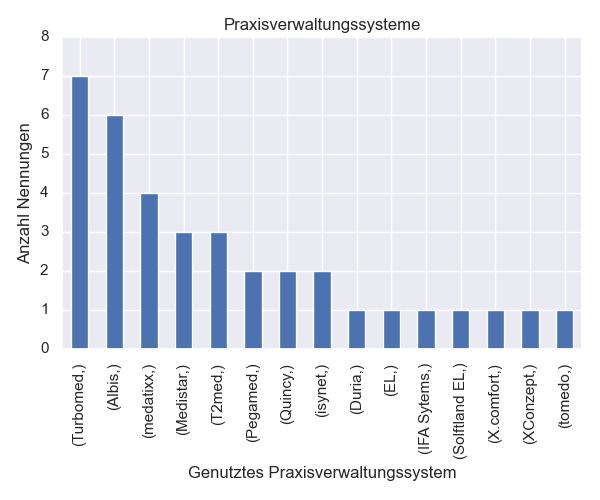 Praxisverwaltungssysteme
Anzahl Nennungen
8
7
6
5
4
3
2
1
0
(Turbomed,)
(Albis,)
(medatixx,)
(Medistar,)
(T2med,)
(Pegamed,)
(Quincy,)
(isynet,)
(Duria,)
(EL,)
(IFA Sytems,)
(Solftland EL,)
(X.comfort,)
(XConzept,)
(tomedo,)
Genutztes Praxisverwaltungssystem